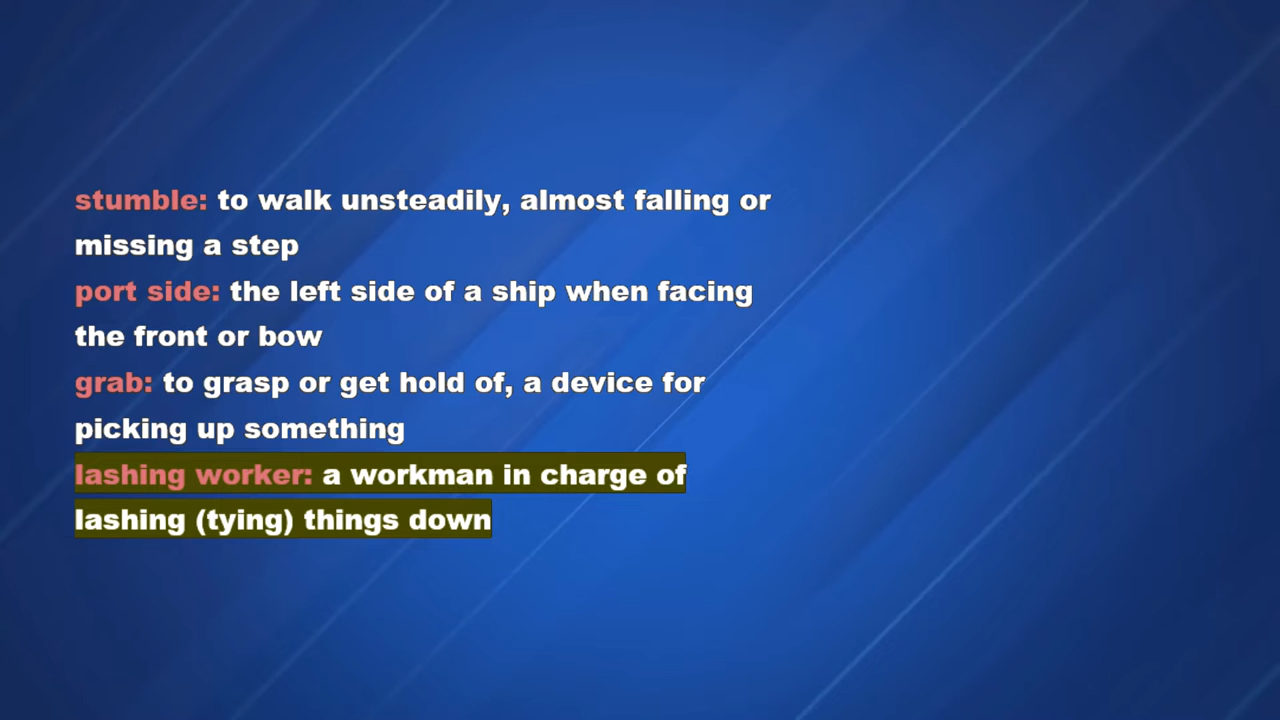 stumble: to walk unsteadily, almost falling or
missing a step
port side: the left side of a ship when facing
the front or bow
grab: to grasp or get hold of, a device for
picking up something
lashing worker: a workman in charge of
lashing (tying) things down